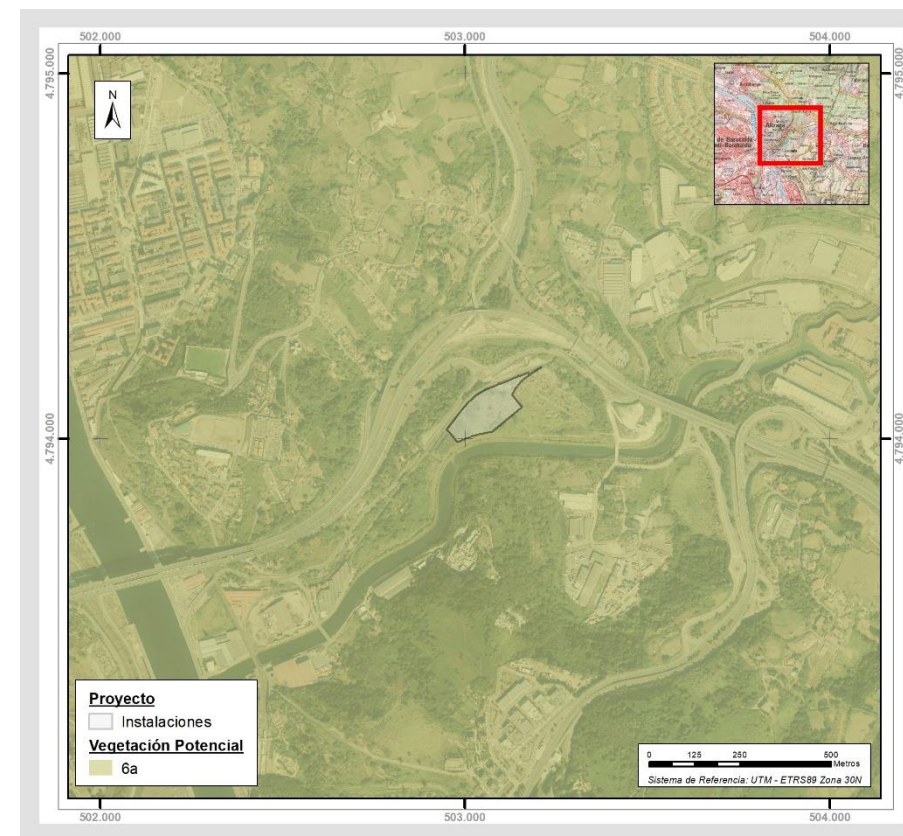 502.000 503.000 504.000
4.795.000 4.795.000
N
4.794.000 4.794.000
Proyecto
Instalaciones
Vegetación Potencial
6a
0 125 250 500
Metros
Sistema de Referencia: UTM - ETRS89 Zona 30N
502.000 503.000 504.000